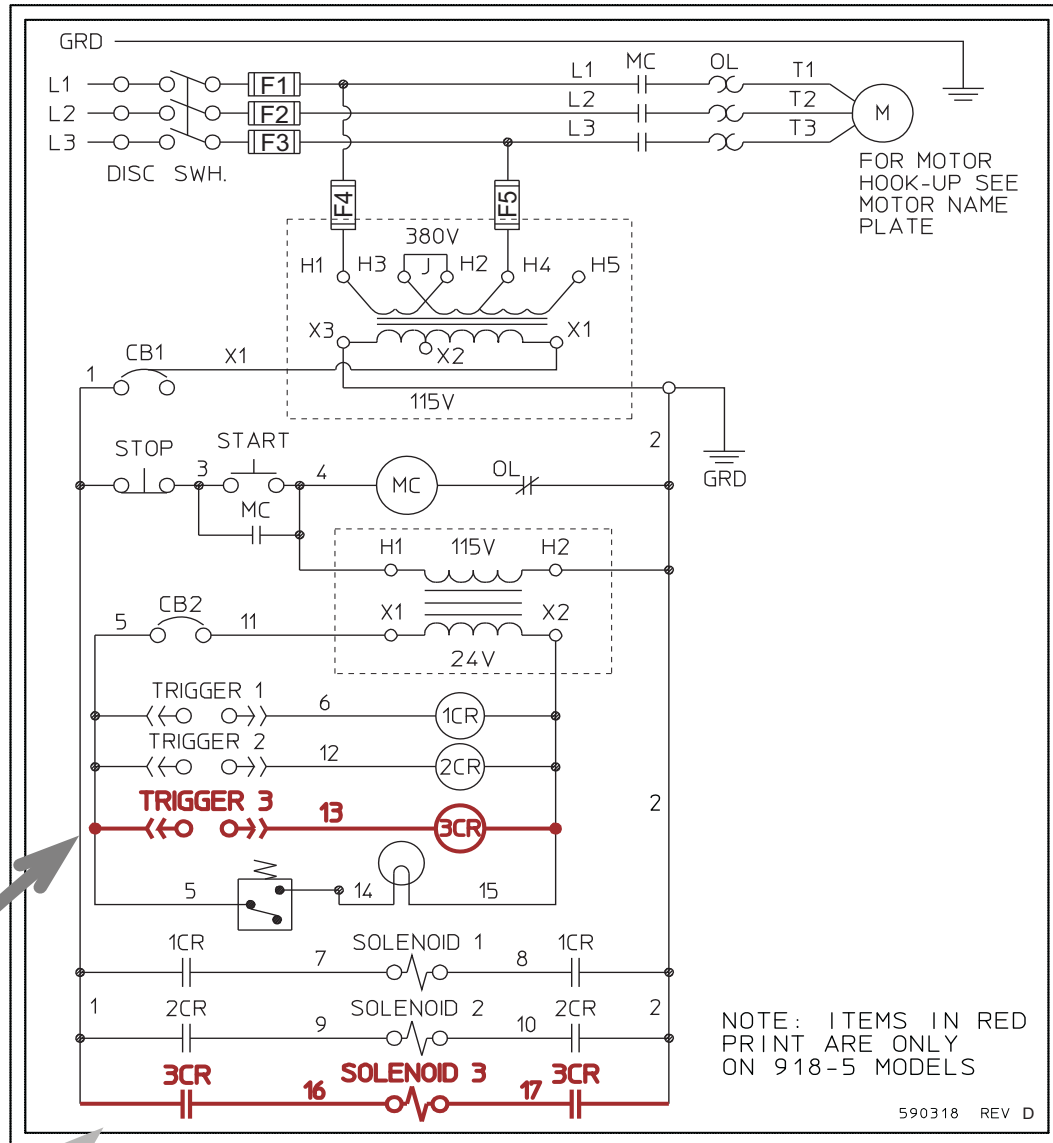 GRD
L1 F1 L1 MC OL T1
L2 F2 L2 T2 M
L3 F3 L3 T3
DISC SWH.
FOR MOTOR
HOOK-UP SEE
MOTOR NAME
PLATE
F4 F5
380V
H1 H3 J H2 H4 H5
X3 X2 X1
CB1 X1
1
115V
2
GRD
STOP 3 START 4 MC OL
MC
H1 115V H2
5 CB2 11 X1 X2
24V
TRIGGER 1 6 1CR
TRIGGER 2 12 2CR
TRIGGER 3 13 3CR
2
5 14 15
1CR 7 SOLENOID 1 8 1CR
1 2CR 9 SOLENOID 2 10 2CR 2
3CR 16 SOLENOID 3 17 3CR
NOTE: ITEMS IN RED
PRINT ARE ONLY
ON 918-5 MODELS
590318 REV D